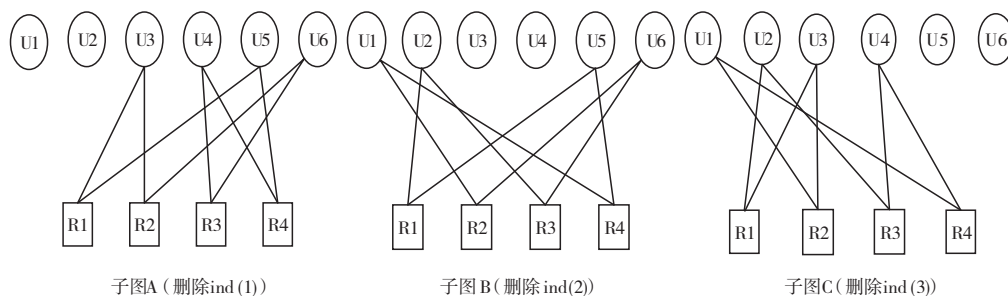 U1 U2 U3 U4 U5 U6 U1 U2 U3 U4 U5 U6 U1 U2 U3 U4 U5 U6
R1 R2 R3 R4 R1 R2 R3 R4 R1 R2 R3 R4
子图A(删除ind(1)) 子图B(删除ind(2)) 子图C(删除ind(3))